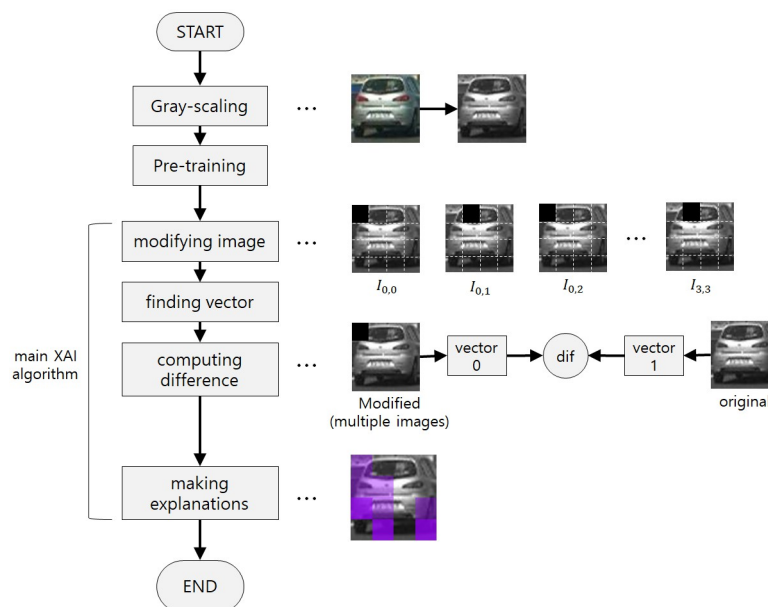 START
Gray-scaling
...
Pre-training
modifying image
...
...
I0,0
I0,1
I0,2
I3,3
finding vector
main XAI
algorithm
computing
difference
...
vector
0
dif
vector
1
Modified
(multiple images)
original
making
explanations
...
END